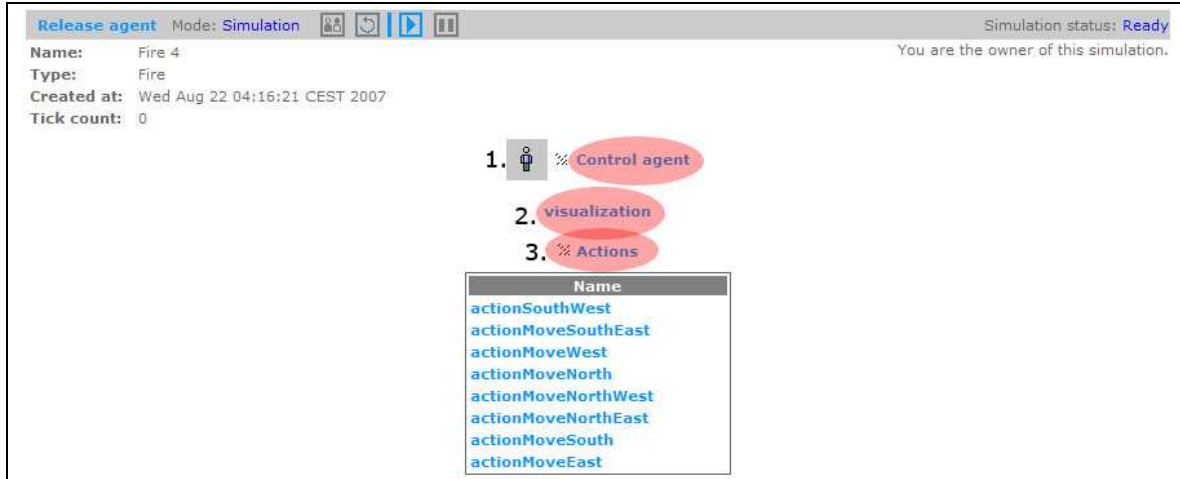 Release agent Mode: Simulation Simulation status: Ready
Name: Fire 4 You are the owner of this simulation.
Type: Fire
Created at: Wed Aug 22 04:16:21 CEST 2007
Tick count: 0
1. Control agent
2. visualization
3. Actions
Name
actionSouthWest
actionMoveSouthEast
actionMoveWest
actionMoveNorth
actionMoveNorthWest
actionMoveNorthEast
actionMoveSouth
actionMoveEast